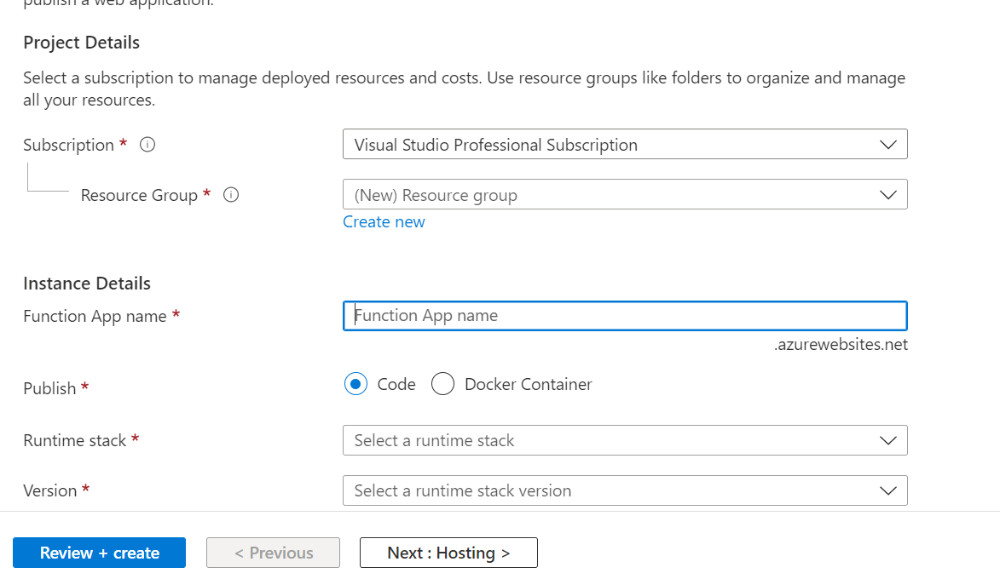 publish a web application.
Project Details
Select a subscription to manage deployed resources and costs. Use resource groups like folders to organize and manage
all your resources.
Subscription *
Visual Studio Professional Subscription
Resource Group *
(New) Resource group
Create new
Instance Details
Function App name *
Function App name
.azurewebsites.net
Publish *
Code
Docker Container
Runtime stack *
Select a runtime stack
Version *
Select a runtime stack version
Review + create
< Previous
Next : Hosting >